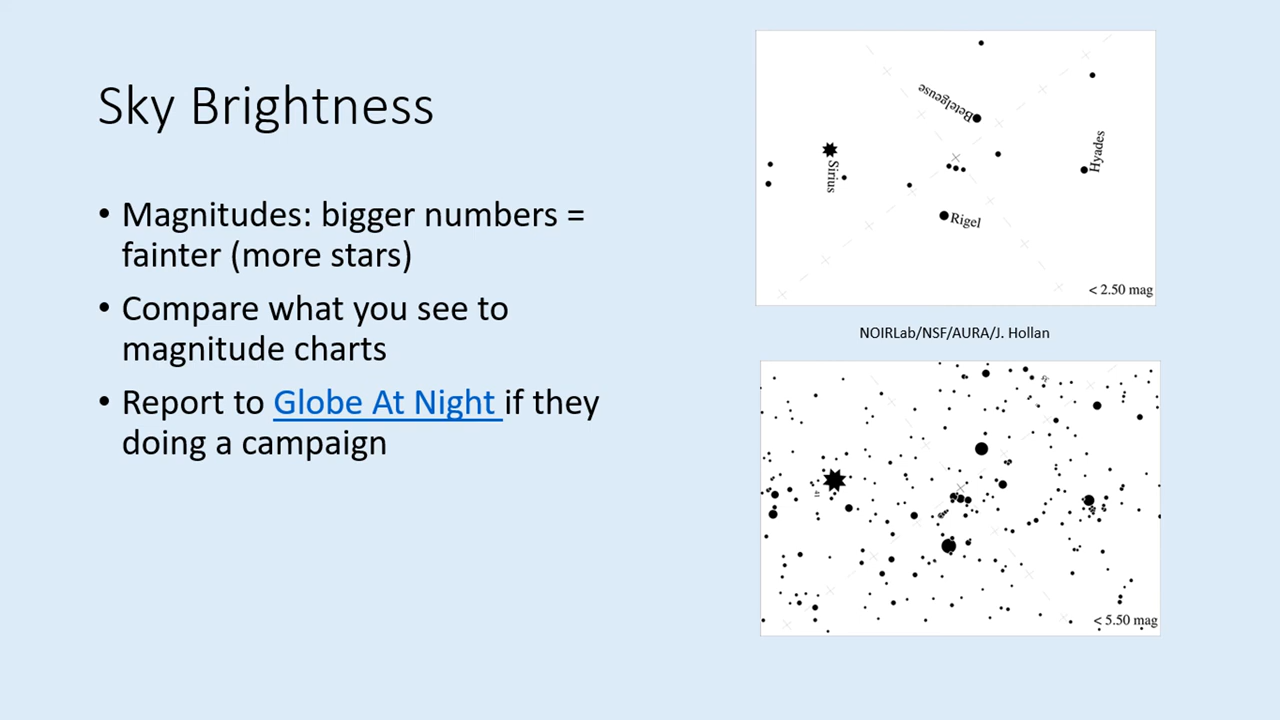 Sky Brightness
• Magnitudes: bigger numbers =
fainter (more stars)
• Compare what you see to
magnitude charts
• Report to Globe At Night if they
doing a campaign
Betelgeuse
Sirius
Hyades
Rigel
< 2.50 mag
NOIRLab/NSF/AURA/J. Hollan
< 5.50 mag